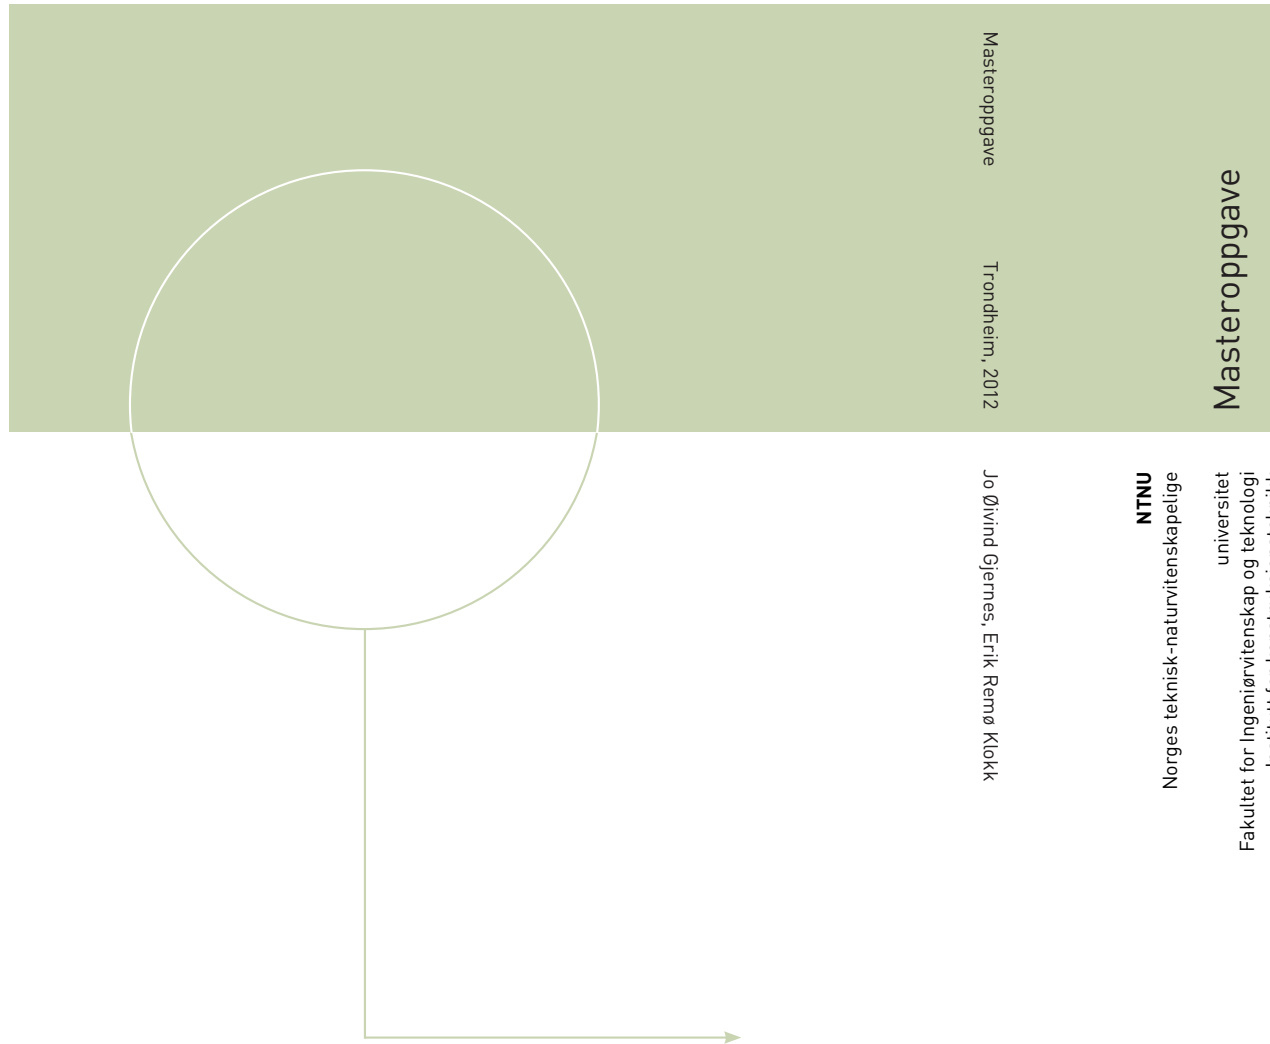 Masteroppgave
Trondheim, 2012
Jo Øivind Gjernes, Erik Remø Klokk
Masteroppgave
NTNU
Norges teknisk-naturvitenskapelige
universitet
Fakultet for Ingeniørvitenskap og teknologi